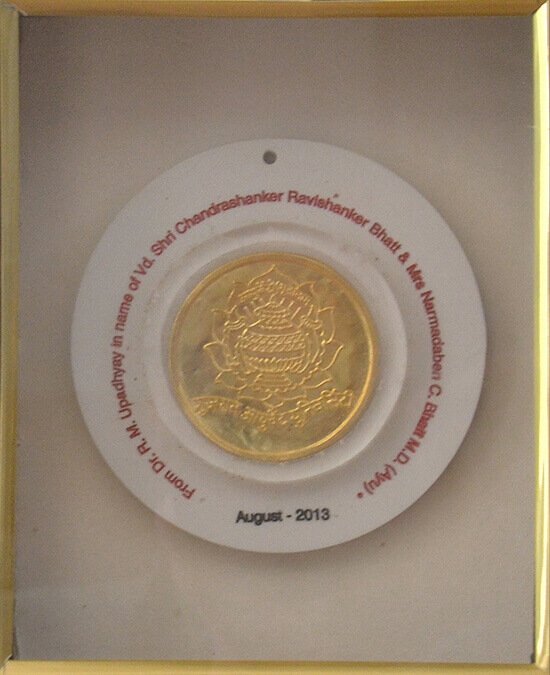 From Dr. R. M. Upadhyay in name of Vd. Shri Chandrashanker Ravishanker Bhatt & Mrs Narmadaben C. Bhatt M.D. (Ayu)
August - 2013